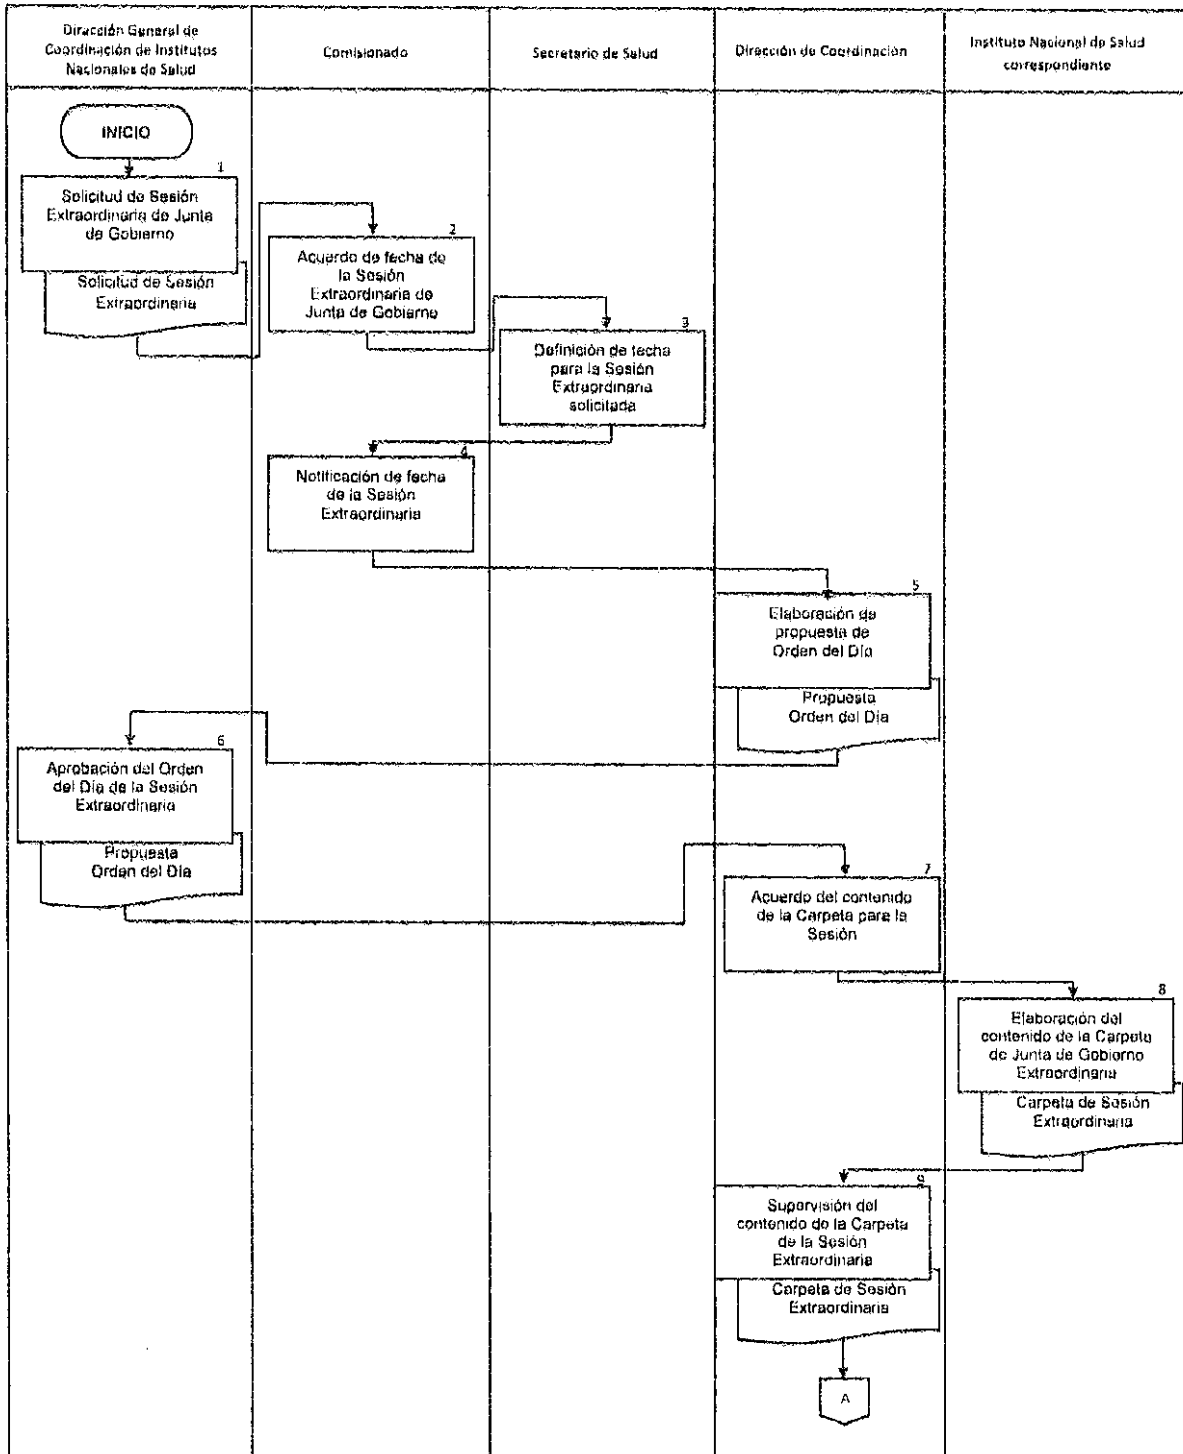 Dirección General de
Coordinación de Institutos
Nacionales de Salud
Comisionado
Secretario de Salud
Dirección de Coordinación
Instituto Nacional de Salud
correspondiente
INICIO
1
Solicitud de Sesión
Extraordinaria de Junta
de Gobierno
Solicitud de Sesión
Extraordinaria
2
Acuerdo de fecha de
la Sesión
Extraordinaria de
Junta de Gobierno
3
Definición de fecha
para la Sesión
Extraordinaria
solicitada
4
Notificación de fecha
de la Sesión
Extraordinaria
5
Elaboración de
propuesta de
Orden del Día
Propuesta
Orden del Día
6
Aprobación del Orden
del Día de la Sesión
Extraordinaria
Propuesta
Orden del Día
7
Acuerdo del contenido
de la Carpeta para la
Sesión
8
Elaboración del
contenido de la Carpeta
de Junta de Gobierno
Extraordinaria
Carpeta de Sesión
Extraordinaria
9
Supervisión del
contenido de la Carpeta
de la Sesión
Extraordinaria
Carpeta de Sesión
Extraordinaria
A